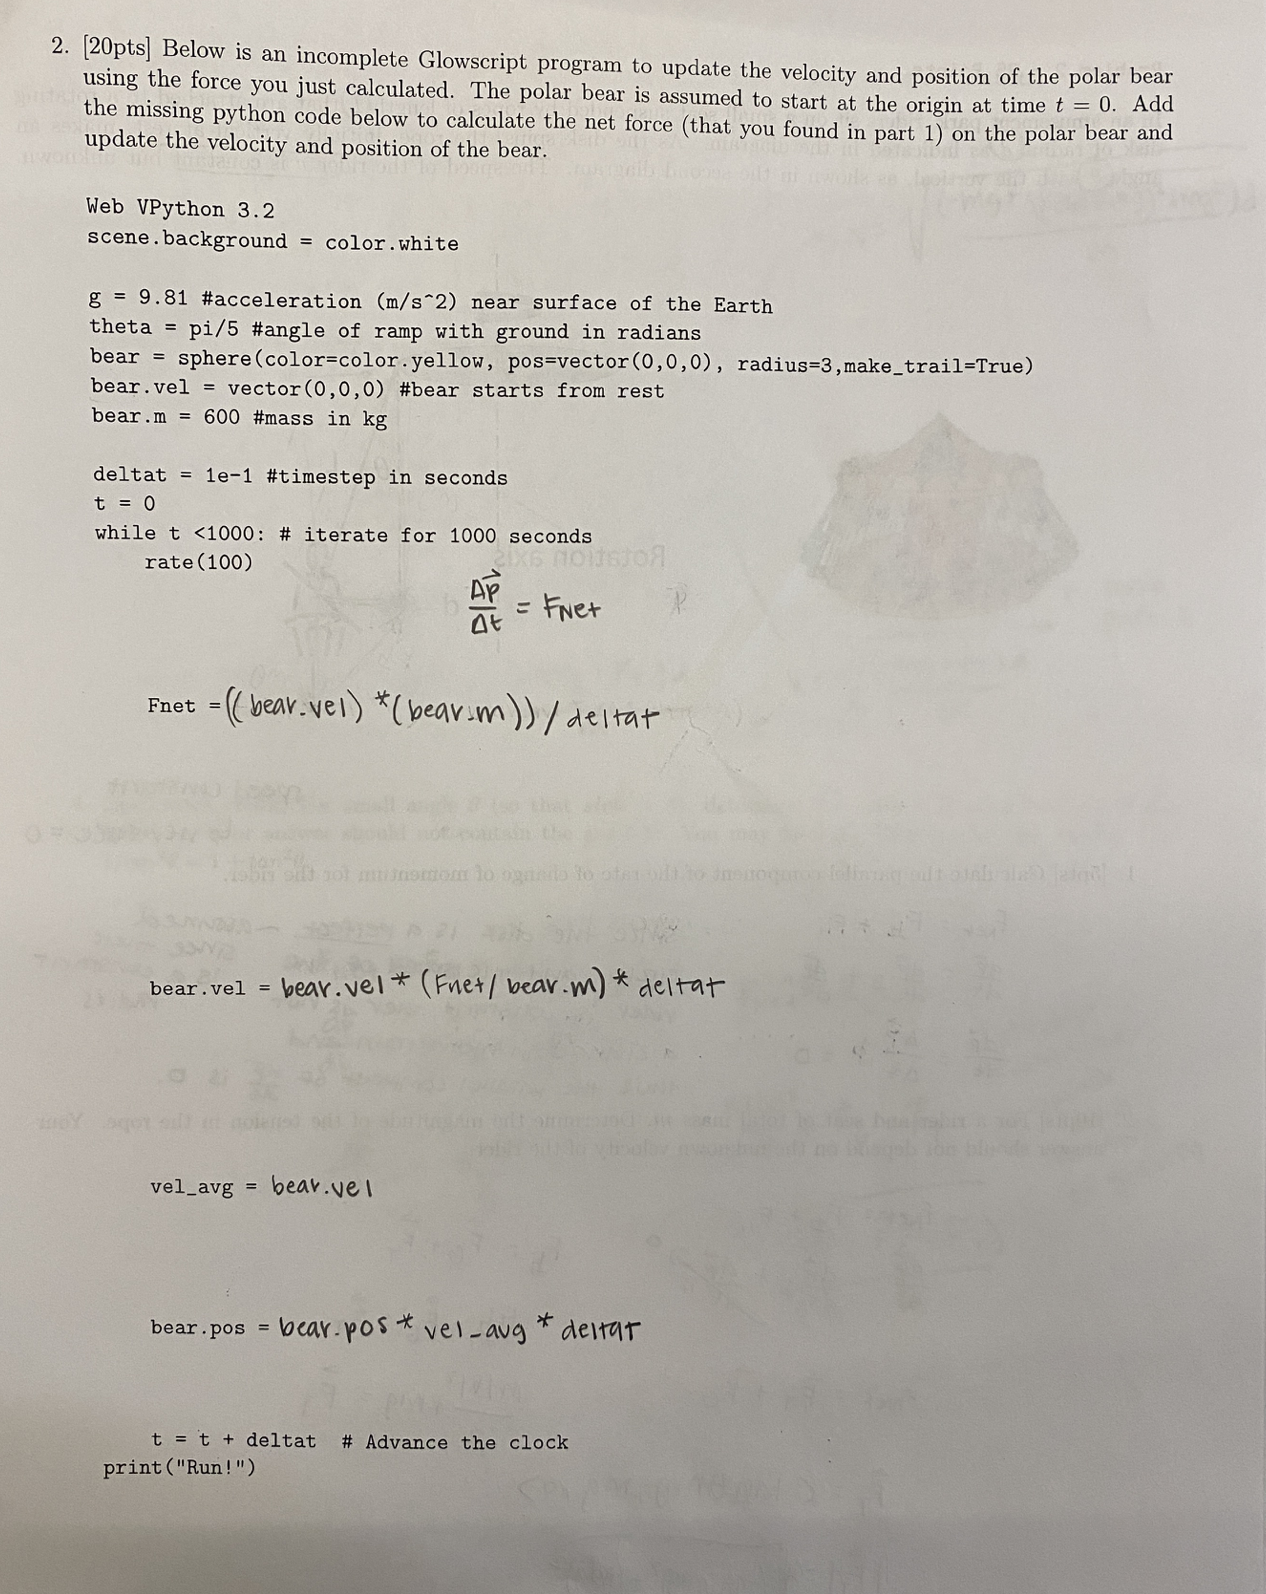 2. [20pts] Below is an incomplete Glowscript program to update the velocity and position of the polar bear
using the force you just calculated. The polar bear is assumed to start at the origin at time t = 0. Add
the missing python code below to calculate the net force (that you found in part 1) on the polar bear and
update the velocity and position of the bear.
Web VPython 3.2
scene.background = color.white
g = 9.81 #acceleration (m/s^2) near surface of the Earth
theta = pi/5 #angle of ramp with ground in radians
bear = sphere(color=color.yellow, pos=vector(0,0,0), radius=3,make_trail=True)
bear.vel = vector(0,0,0) #bear starts from rest
bear.m = 600 #mass in kg
deltat = 1e-1 #timestep in seconds
t = 0
while t <1000: # iterate for 1000 seconds
rate(100)
Δp⃗/Δt = FNet
Fnet = ((bear.vel) *(bear.m)) / deltat
bear.vel = bear.vel * (Fnet/ bear.m) * deltat
vel_avg = bear.vel
bear.pos = bear.pos * vel_avg * deltat
t = t + deltat # Advance the clock
print("Run!")